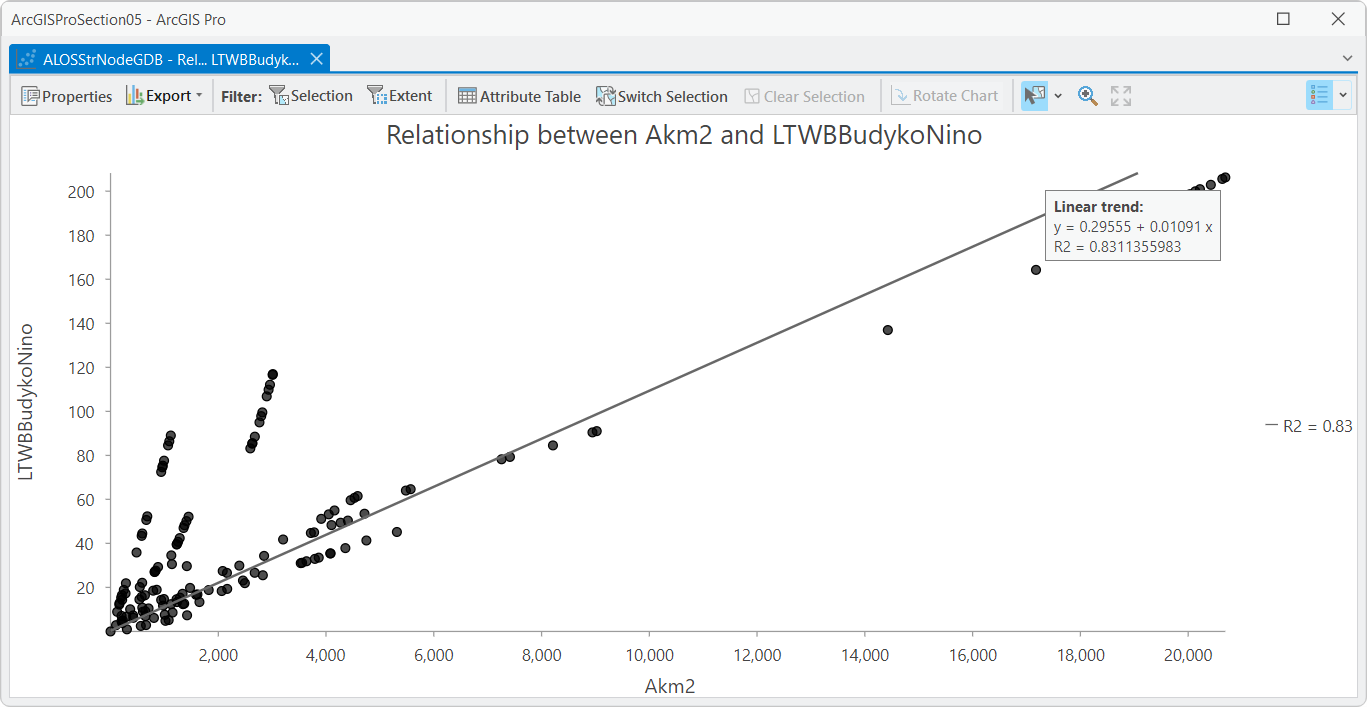 ArcGISProSection05 - ArcGIS Pro
ALOSStrNodeGDB - Rel... LTWBBudyk...
Properties Export Filter: Selection Extent Attribute Table Switch Selection Clear Selection Rotate Chart
Relationship between Akm2 and LTWBBudykoNino
LTWBBudykoNino
200
180
160
140
120
100
80
60
40
20
Linear trend:
y = 0.29555 + 0.01091 x
R2 = 0.8311355983
R2 = 0.83
2,000 4,000 6,000 8,000 10,000 12,000 14,000 16,000 18,000 20,000
Akm2